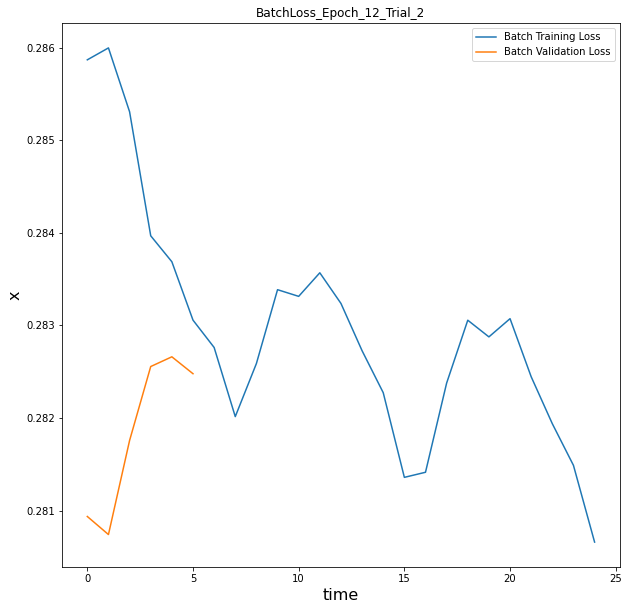 BatchLoss_Epoch_12_Trial_2
Batch Training Loss
Batch Validation Loss
0.286
0.285
0.284
0.283
0.282
0.281
x
0 5 10 15 20 25
time